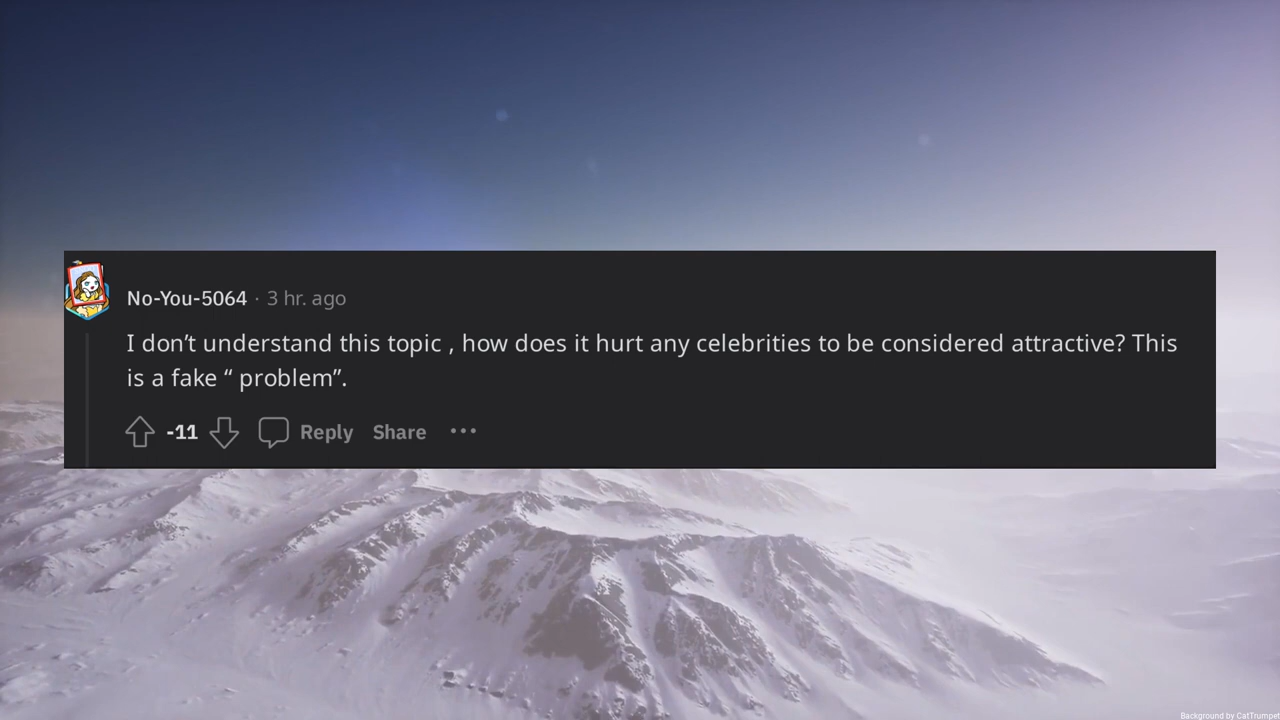 No-You-5064 · 3 hr. ago
I don’t understand this topic , how does it hurt any celebrities to be considered attractive? This
is a fake “ problem”.
-11 Reply Share •••
Background by CatTrumpet